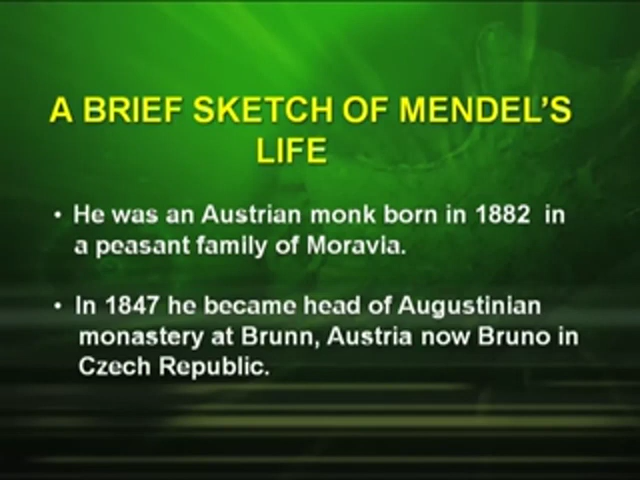 A BRIEF SKETCH OF MENDEL'S
LIFE
• He was an Austrian monk born in 1882 in
a peasant family of Moravia.
• In 1847 he became head of Augustinian
monastery at Brunn, Austria now Bruno in
Czech Republic.